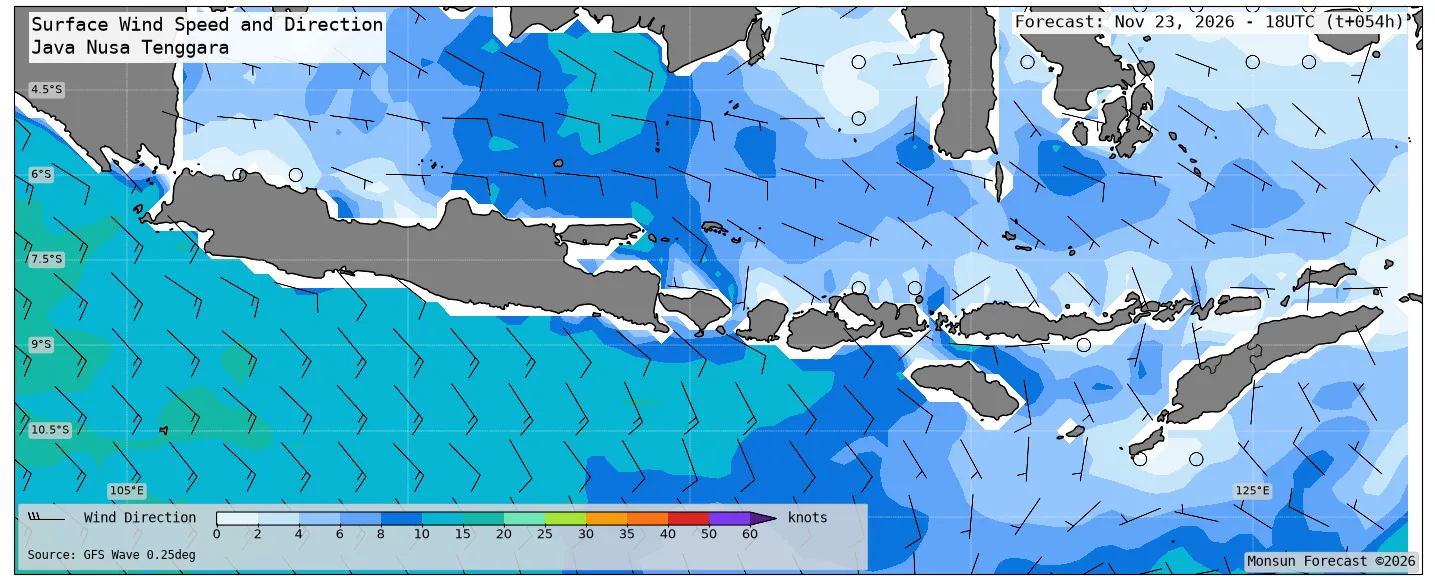 Surface Wind Speed and Direction
Java Nusa Tenggara
Forecast: Nov 23, 2026 - 18UTC (t+054h)
4.5°S
6°S
7.5°S
9°S
10.5°S
105°E
125°E
Wind Direction
0 2 4 6 8 10 15 20 25 30 35 40 50 60
knots
Source: GFS Wave 0.25deg
Monsun Forecast ©2026